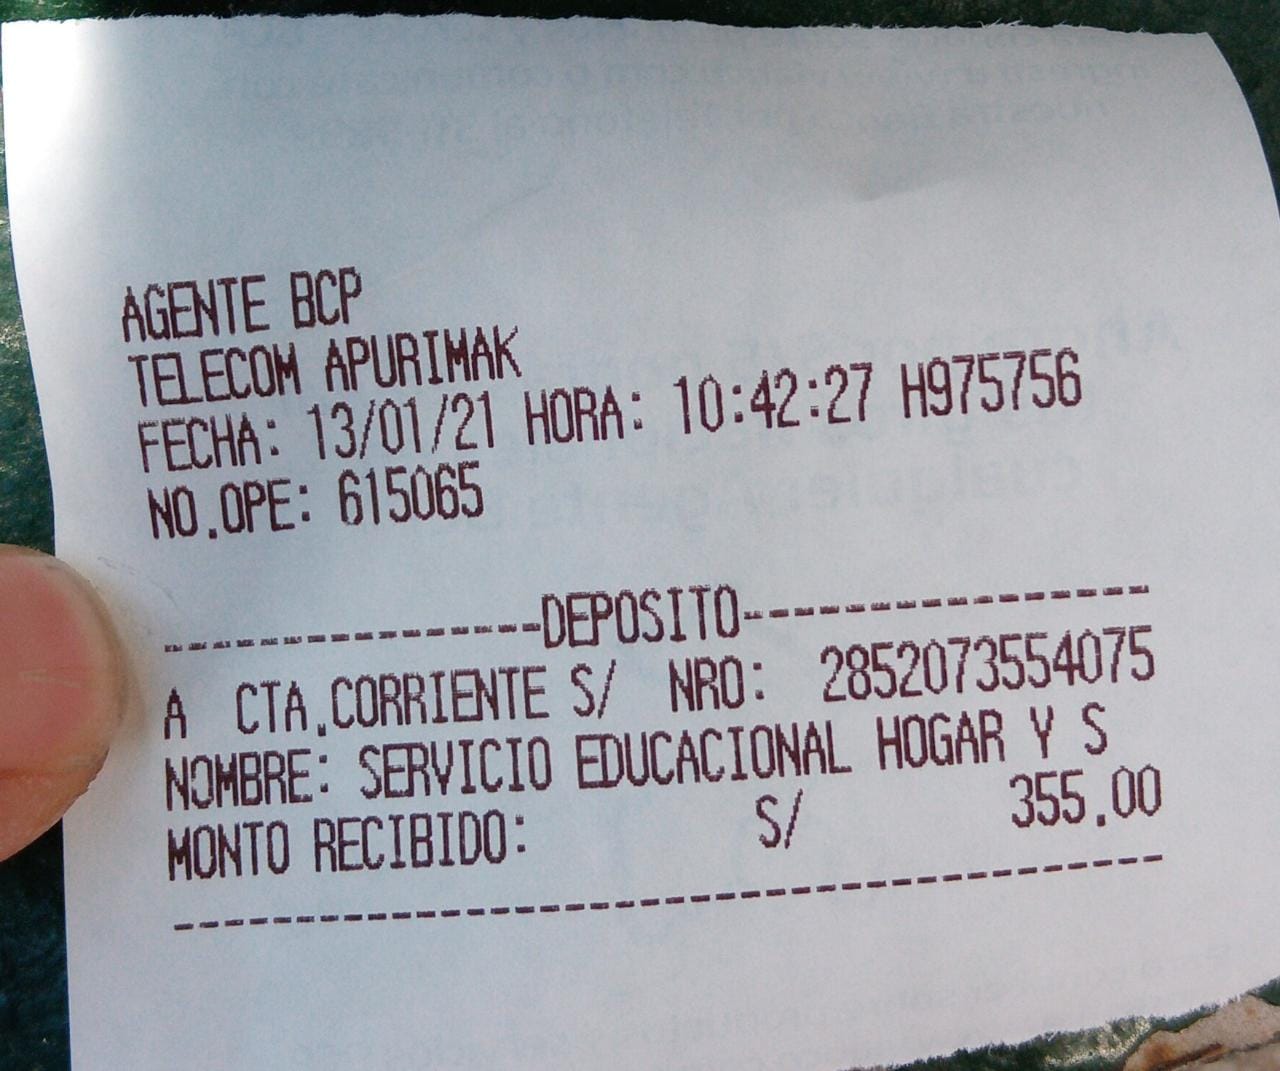 AGENTE BCP
TELECOM APURIMAK
FECHA: 13/01/21 HORA: 10:42:27 H975756
NO.OPE: 615065
----------------DEPOSITO-----------------
A CTA.CORRIENTE S/ NRO: 2852073554075
NOMBRE: SERVICIO EDUCACIONAL HOGAR Y S
MONTO RECIBIDO: S/ 355.00